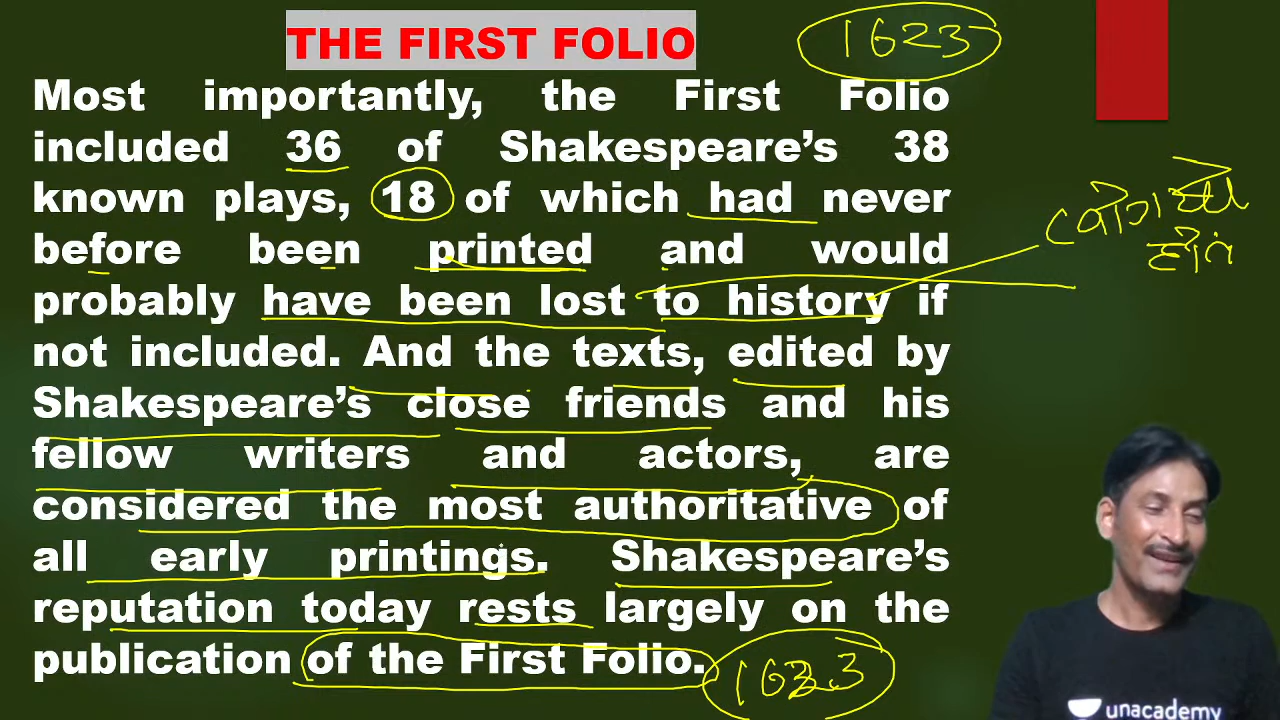 THE FIRST FOLIO
1623
Most importantly, the First Folio
included 36 of Shakespeare's 38
known plays, 18 of which had never
before been printed and would
probably have been lost to history if
not included. And the texts, edited by
Shakespeare's close friends and his
fellow writers and actors, are
considered the most authoritative of
all early printings. Shakespeare's
reputation today rests largely on the
publication of the First Folio.
1623
unacademy